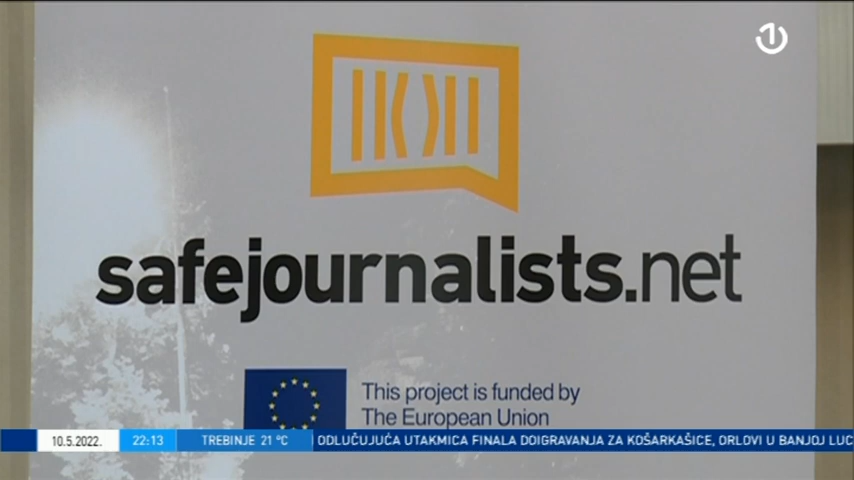 safejournalists.net
This project is funded by
The European Union
10.5.2022. 22:13 TREBINJE 21 °C ODLUČUJUĆA UTAKMICA FINALA DOIGRAVANJA ZA KOŠARKAŠICE, ORLOVI U BANJOJ LUC